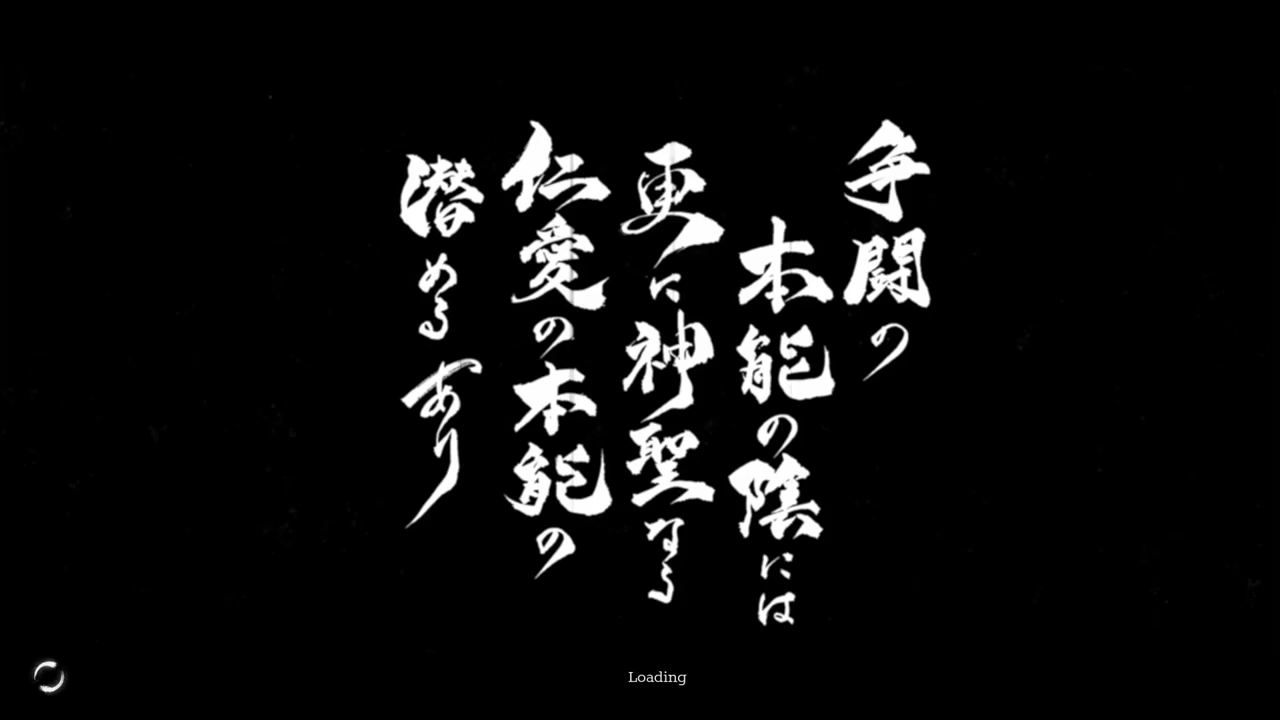 争闘の
本能の陰には
更に神聖なる
仁愛の本能の
潜めるあり
Loading